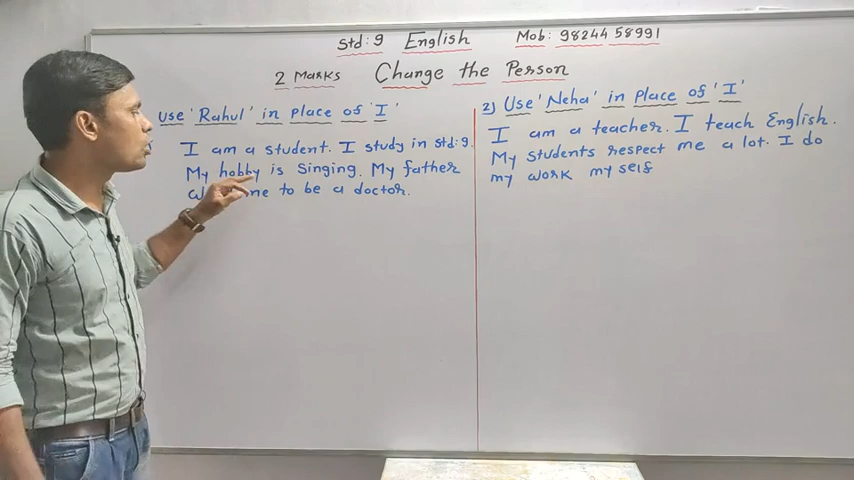 Std: 9 English Mob: 98244 58991
2 Marks Change the Person
Use 'Rahul' in place of 'I'
I am a student. I study in std: 9.
My hobby is singing. My father
me to be a doctor.
2) Use 'Neha' in place of 'I'
I am a teacher. I teach English.
My students respect me a lot. I do
my work my self